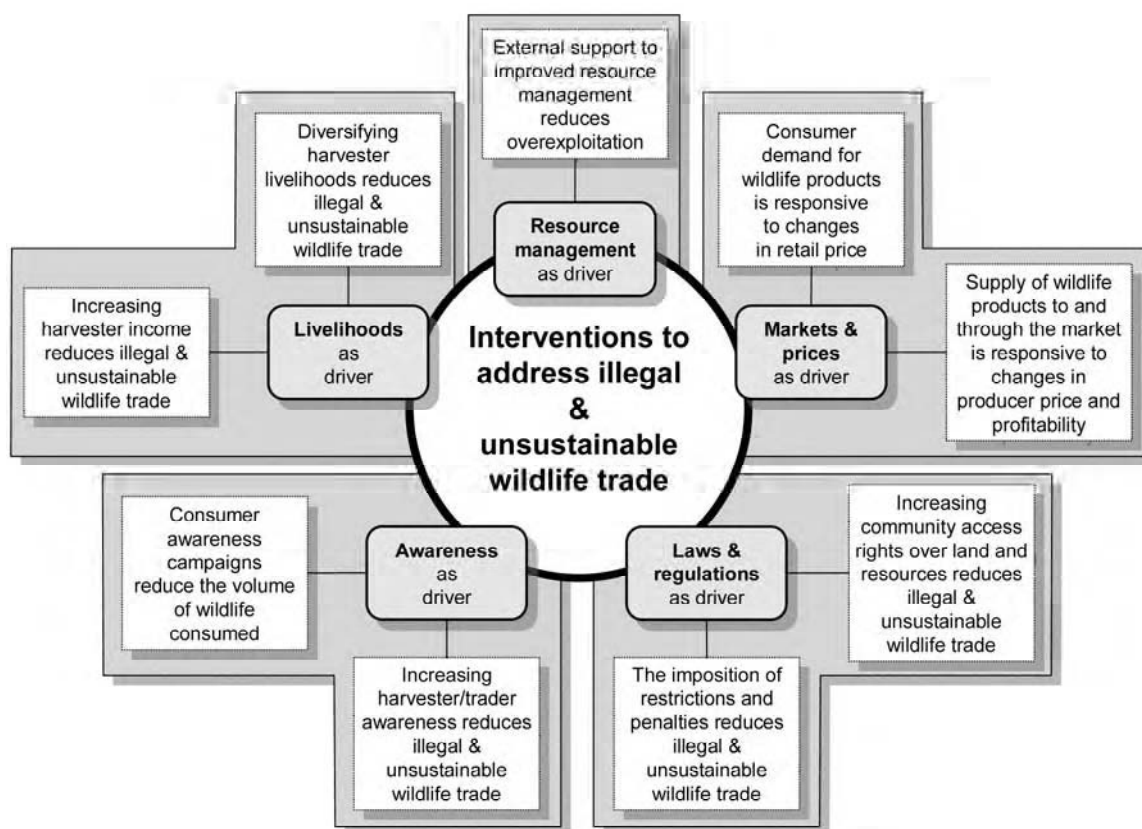 External support to
improved resource
management
reduces
overexploitation
Resource
management
as driver
Diversifying
harvester
livelihoods reduces
illegal &
unsustainable
wildlife trade
Increasing
harvester income
reduces illegal &
unsustainable
wildlife trade
Livelihoods
as
driver
Consumer
demand for
wildlife products
is responsive
to changes
in retail price
Markets &
prices
as driver
Supply of wildlife
products to and
through the market
is responsive to
changes in
producer price and
profitability
Interventions to
address illegal
&
unsustainable
wildlife trade
Consumer
awareness
campaigns
reduce the volume
of wildlife
consumed
Awareness
as
driver
Increasing
harvester/trader
awareness reduces
illegal &
unsustainable
wildlife trade
Laws &
regulations
as driver
Increasing
community access
rights over land and
resources reduces
illegal &
unsustainable
wildlife trade
The imposition of
restrictions and
penalties reduces
illegal &
unsustainable
wildlife trade